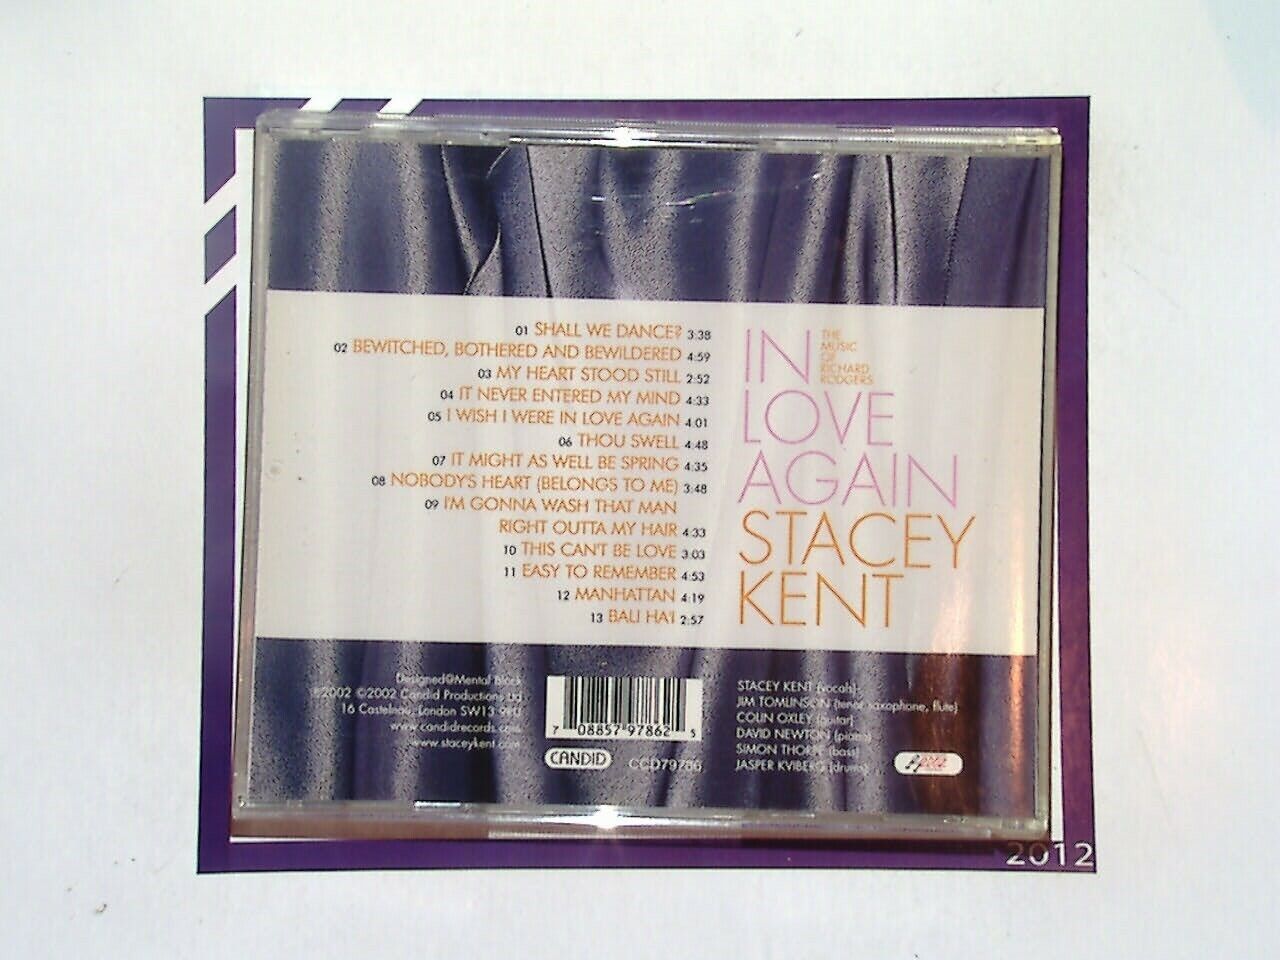 01 SHALL WE DANCE? 3:38
02 BEWITCHED, BOTHERED AND BEWILDERED 4:59
03 MY HEART STOOD STILL 2:52
04 IT NEVER ENTERED MY MIND 4:33
05 I WISH I WERE IN LOVE AGAIN 4:01
06 THOU SWELL 4:48
07 IT MIGHT AS WELL BE SPRING 4:35
08 NOBODY'S HEART (BELONGS TO ME) 3:48
09 I'M GONNA WASH THAT MAN
RIGHT OUTTA MY HAIR 4:33
10 THIS CAN'T BE LOVE 3:03
11 EASY TO REMEMBER 4:53
12 MANHATTAN 4:19
13 BALI HA'I 2:57
IN
THE
MUSIC
OF
RICHARD
RODGERS
LOVE
AGAIN
STACEY
KENT
Designed@Mental Block
℗2002 ©2002 Candid Productions Ltd
16 Castelnau, London SW13 9RU
www.candidrecords.com
www.staceykent.com
7 08857 97862 5
CANDID
CCD79786
STACEY KENT (vocals)
JIM TOMLINSON (tenor saxophone, flute)
COLIN OXLEY (guitar)
DAVID NEWTON (piano)
SIMON THORPE (bass)
JASPER KVIBERG (drums)
2012